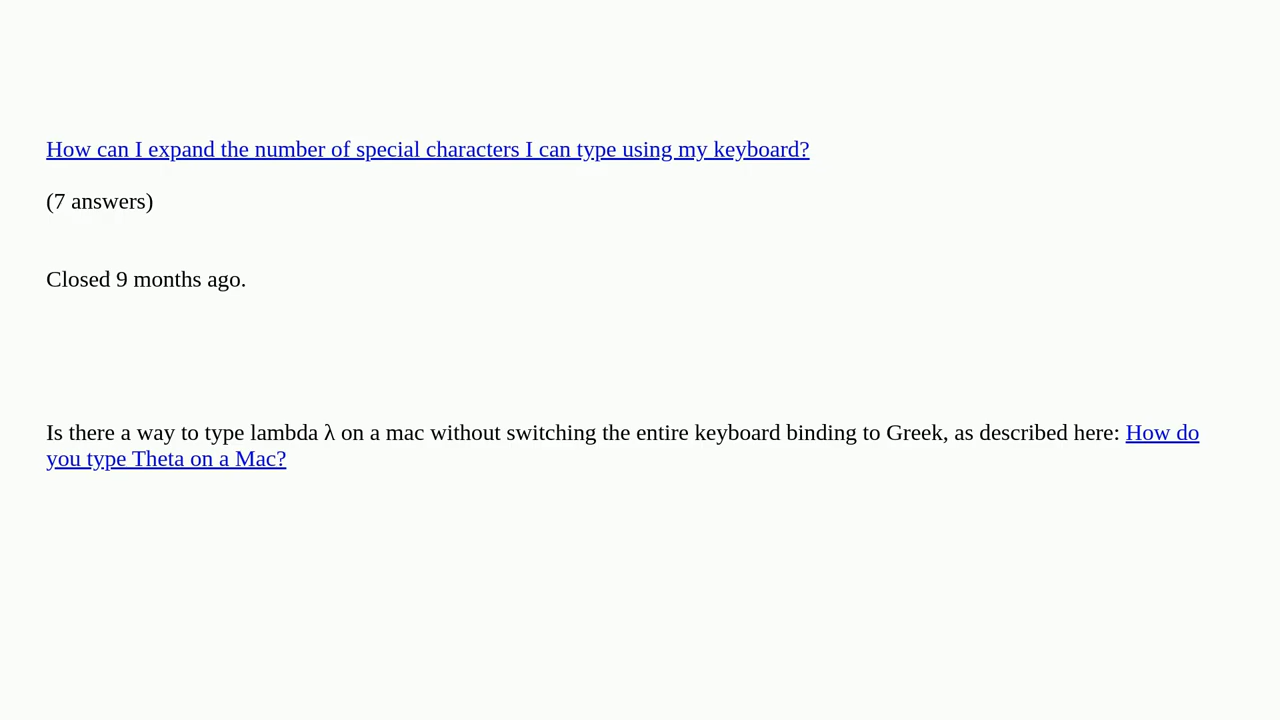 How can I expand the number of special characters I can type using my keyboard?
(7 answers)
Closed 9 months ago.
Is there a way to type lambda λ on a mac without switching the entire keyboard binding to Greek, as described here: How do
you type Theta on a Mac?